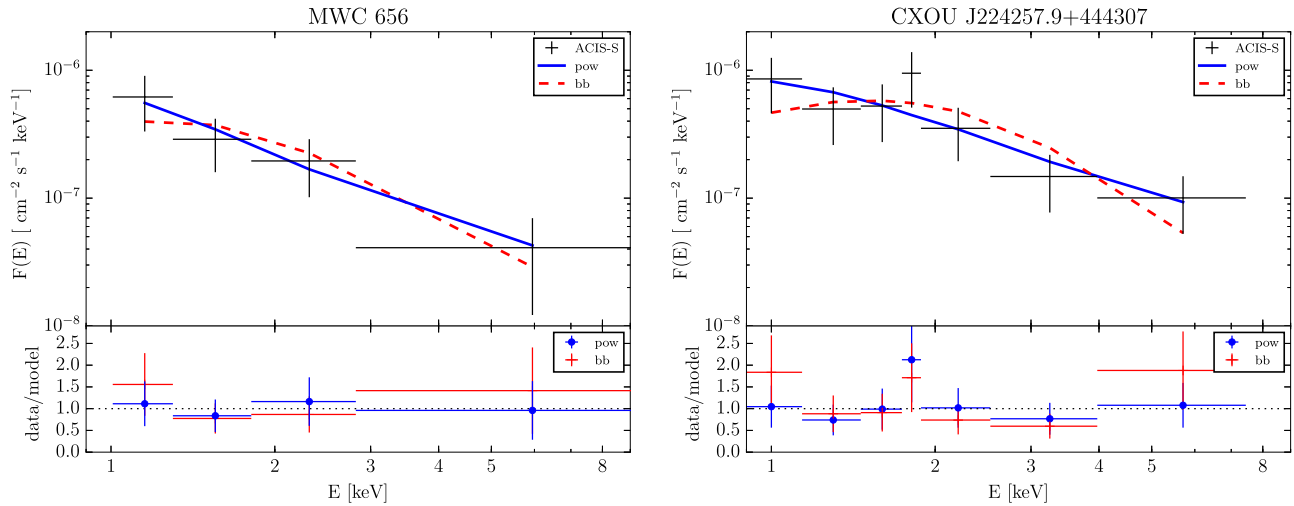 MWC 656
ACIS-S
pow
bb
F(E) [ cm⁻² s⁻¹ keV⁻¹]
10⁻⁶
10⁻⁷
10⁻⁸
pow
bb
data/model
2.5
2.0
1.5
1.0
0.5
0.0
1 2 3 4 5 8
E [keV]
CXOU J224257.9+444307
ACIS-S
pow
bb
F(E) [ cm⁻² s⁻¹ keV⁻¹]
10⁻⁶
10⁻⁷
10⁻⁸
pow
bb
data/model
2.5
2.0
1.5
1.0
0.5
0.0
1 2 3 4 5 8
E [keV]